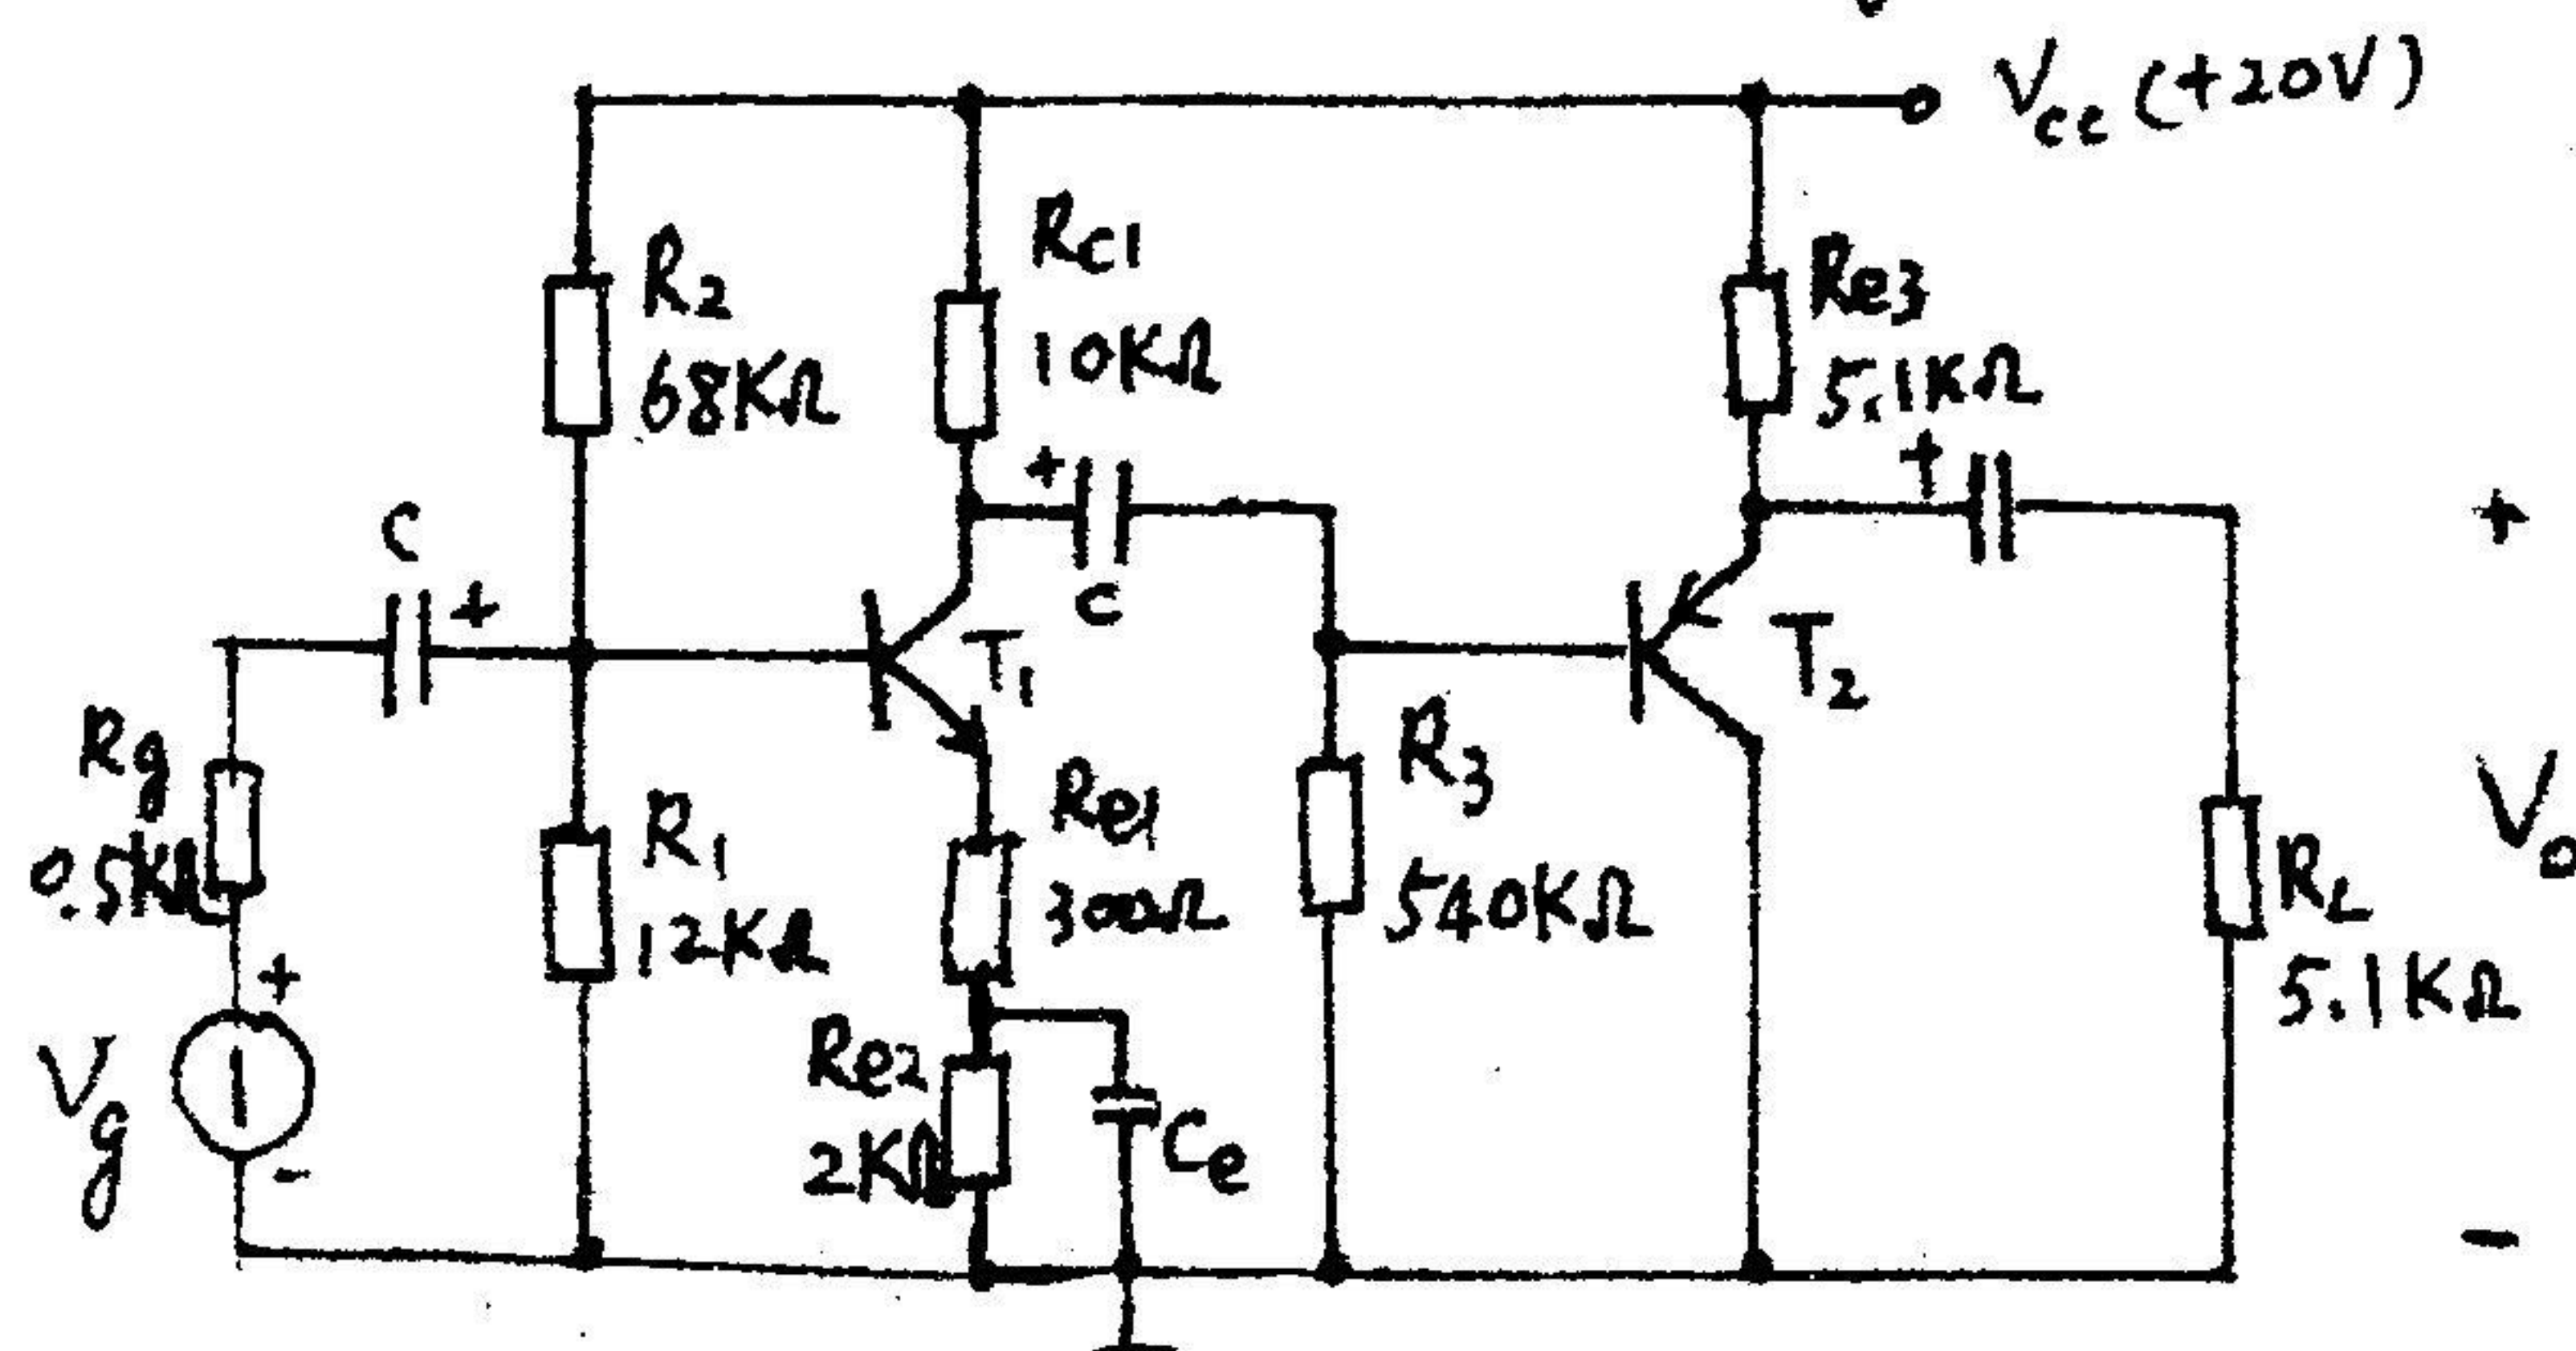 Vcc (+20V)
R2
68KΩ
Rc1
10KΩ
Re3
5.1KΩ
+
+
+
C
+
C
T1
T2
Rg
0.5KΩ
R1
12KΩ
Re1
300Ω
R3
540KΩ
Vo
RL
5.1KΩ
+
Vg
-
Re2
2KΩ
Ce
-